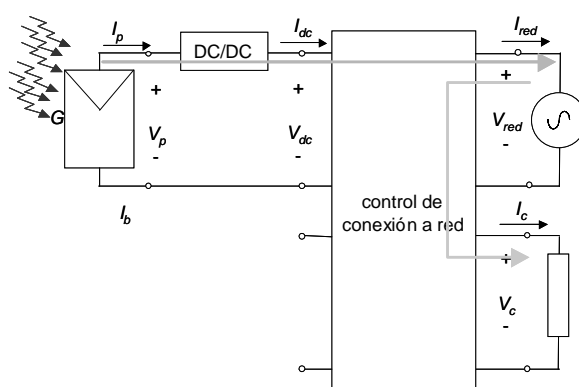 I_p
I_dc
I_red
DC/DC
G
+
V_p
-
+
V_dc
-
+
V_red
-
I_b
control de
conexión a red
I_c
+
V_c
-